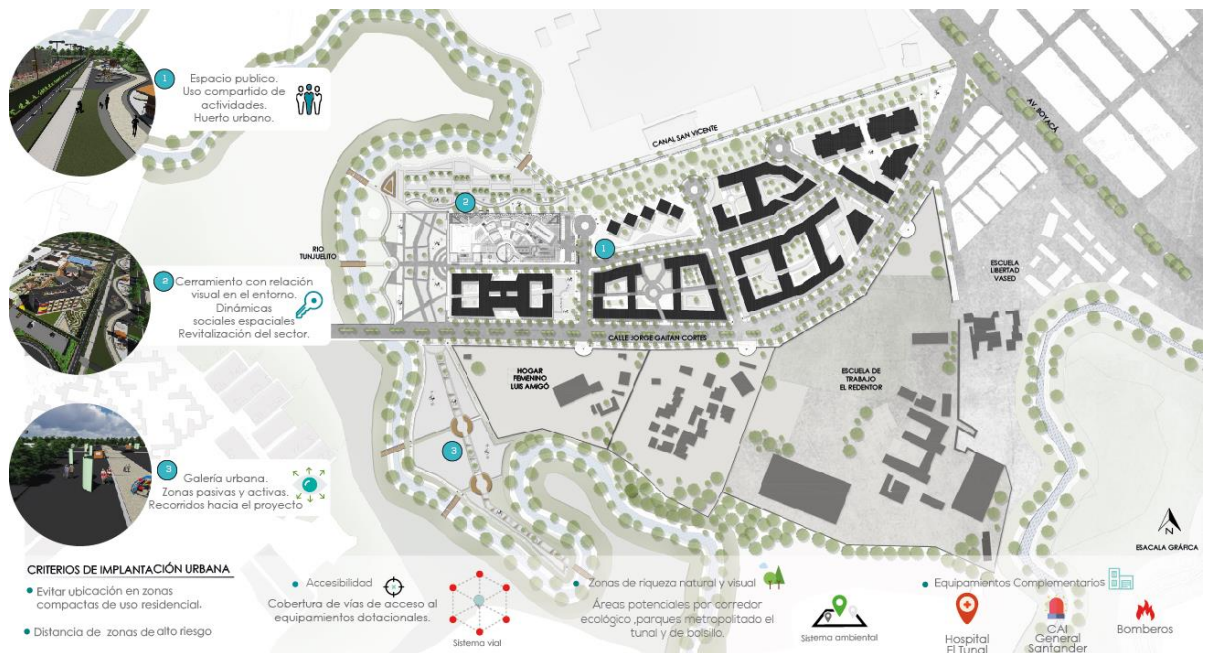 1
Espacio publico.
Uso compartido de
actividades.
Huerto urbano.
2
Cerramiento con relación
visual en el entorno.
Dinámicas
sociales espaciales
Revitalización del sector.
3
Galería urbana.
Zonas pasivas y activas.
Recorridos hacia el proyecto
CANAL SAN VICENTE
AV. BOYACÁ
2
1
RIO
TUNJUELITO
ESCUELA
LIBERTAD
VASED
CALLE JORGE GAITAN CORTES
HOGAR
FEMENINO
LUIS AMIGÓ
ESCUELA DE
TRABAJO
EL REDENTOR
3
N
ESACALA GRÁFICA
CRITERIOS DE IMPLANTACIÓN URBANA
Evitar ubicación en zonas
compactas de uso residencial.
Distancia de zonas de alto riesgo
Accesibilidad
Cobertura de vías de acceso al
equipamientos dotacionales.
Sistema vial
Zonas de riqueza natural y visual
Áreas potenciales por corredor
ecológico ,parques metropolitado el
tunal y de bolsillo.
Sistema ambiental
Equipamientos Complementarios
Hospital
El Tunal
CAI
General
Santander
Bomberos